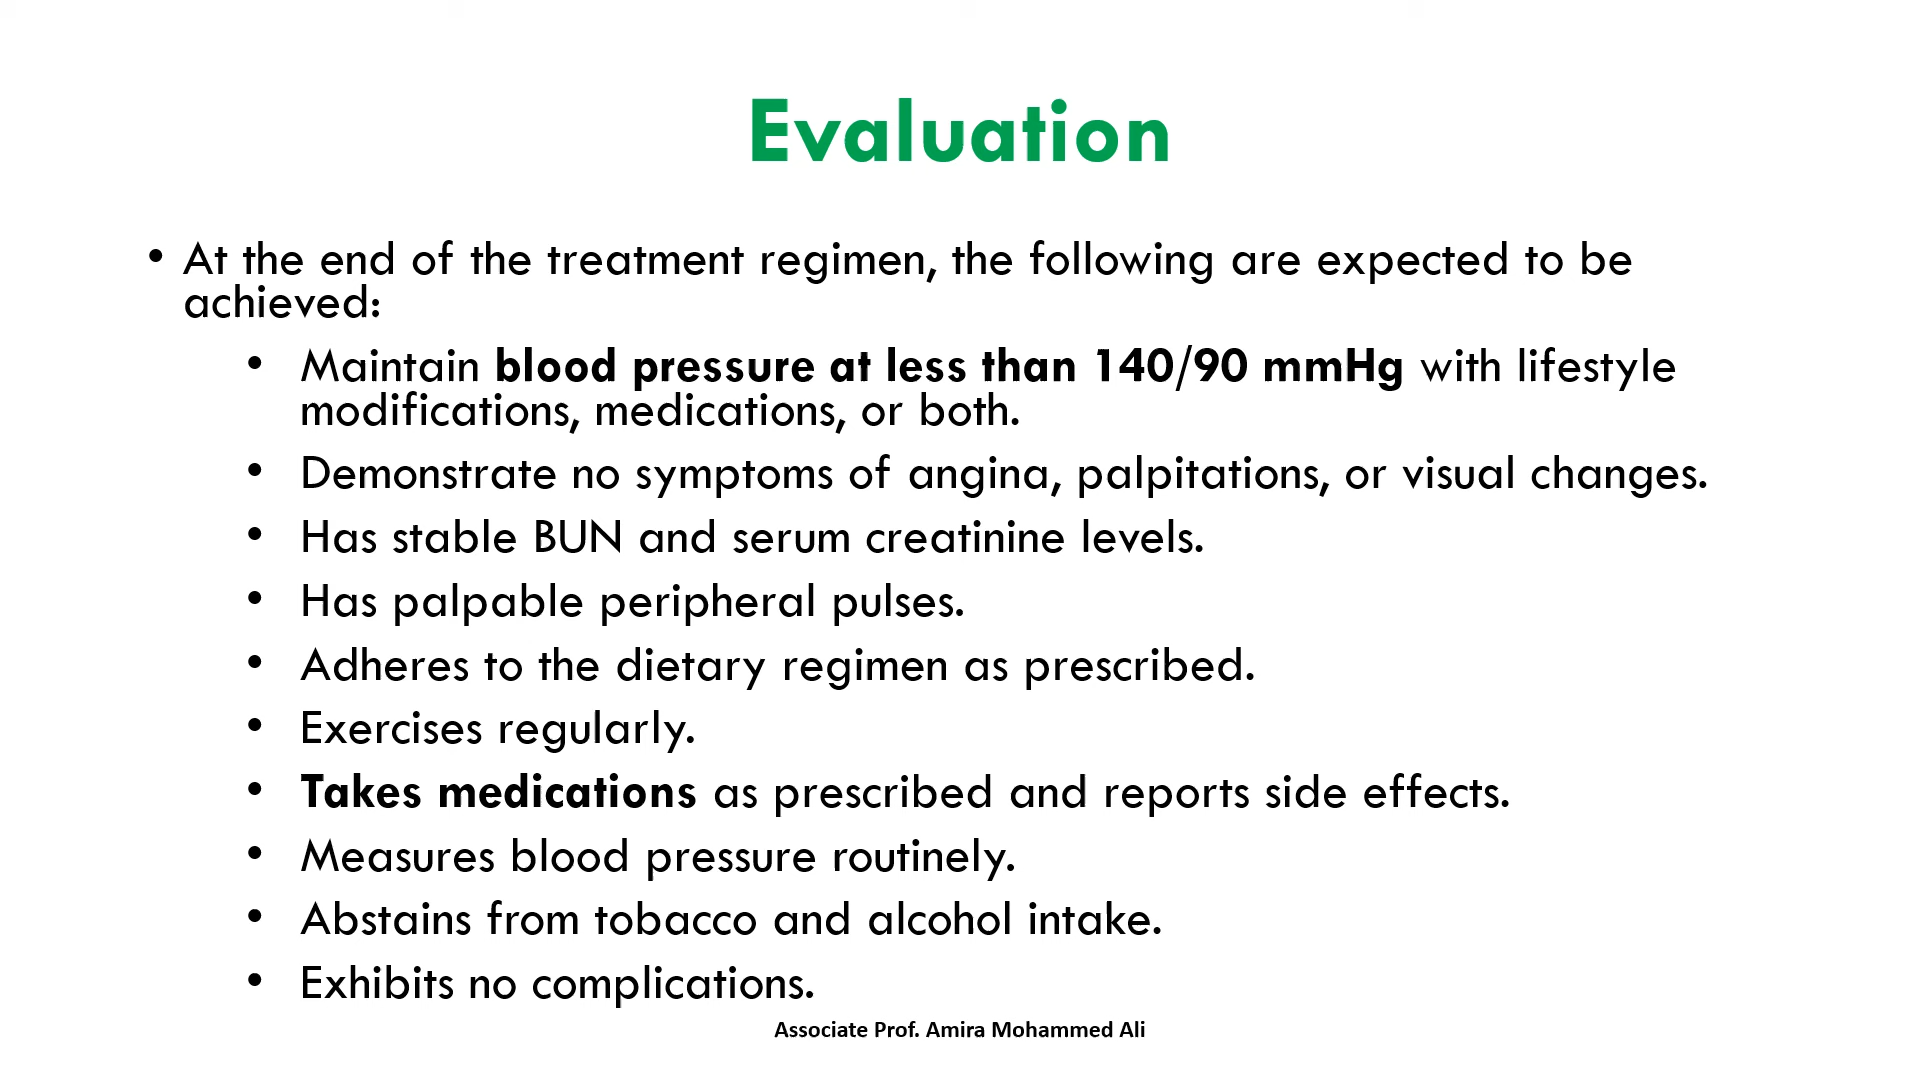 Evaluation
• At the end of the treatment regimen, the following are expected to be
achieved:
• Maintain blood pressure at less than 140/90 mmHg with lifestyle
modifications, medications, or both.
• Demonstrate no symptoms of angina, palpitations, or visual changes.
• Has stable BUN and serum creatinine levels.
• Has palpable peripheral pulses.
• Adheres to the dietary regimen as prescribed.
• Exercises regularly.
• Takes medications as prescribed and reports side effects.
• Measures blood pressure routinely.
• Abstains from tobacco and alcohol intake.
• Exhibits no complications.
Associate Prof. Amira Mohammed Ali